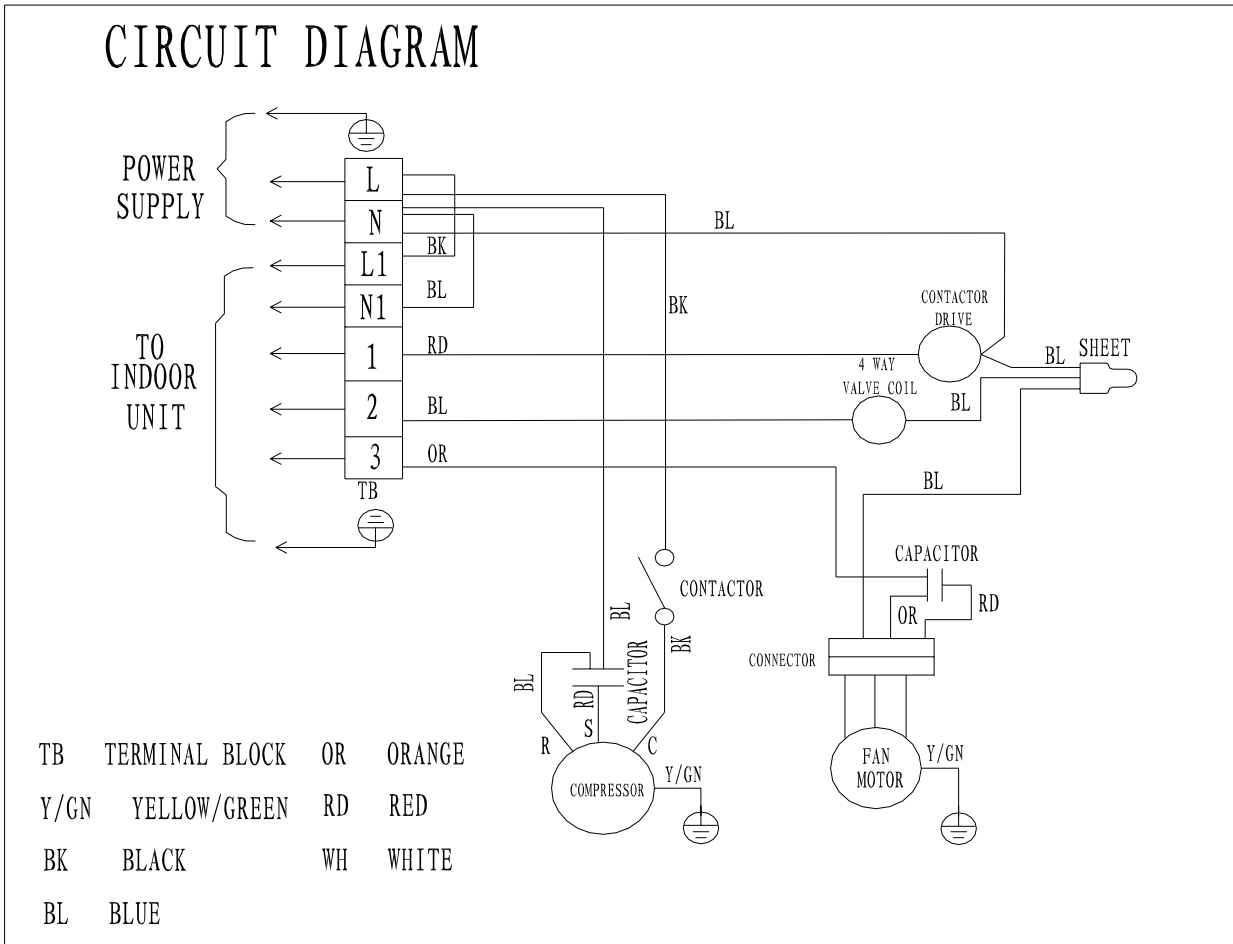 CIRCUIT DIAGRAM
POWER
SUPPLY
L
N
BL
BK
L1
BL
N1
BK
CONTACTOR
DRIVE
TO
INDOOR
UNIT
1
RD
BL
SHEET
4 WAY
VALVE COIL
2
BL
BL
3
OR
TB
BL
CAPACITOR
CONTACTOR
RD
OR
BL
BK
CONNECTOR
BL
RD
CAPACITOR
S
R
C
Y/GN
COMPRESSOR
FAN
MOTOR
Y/GN
TB TERMINAL BLOCK OR ORANGE
Y/GN YELLOW/GREEN RD RED
BK BLACK WH WHITE
BL BLUE